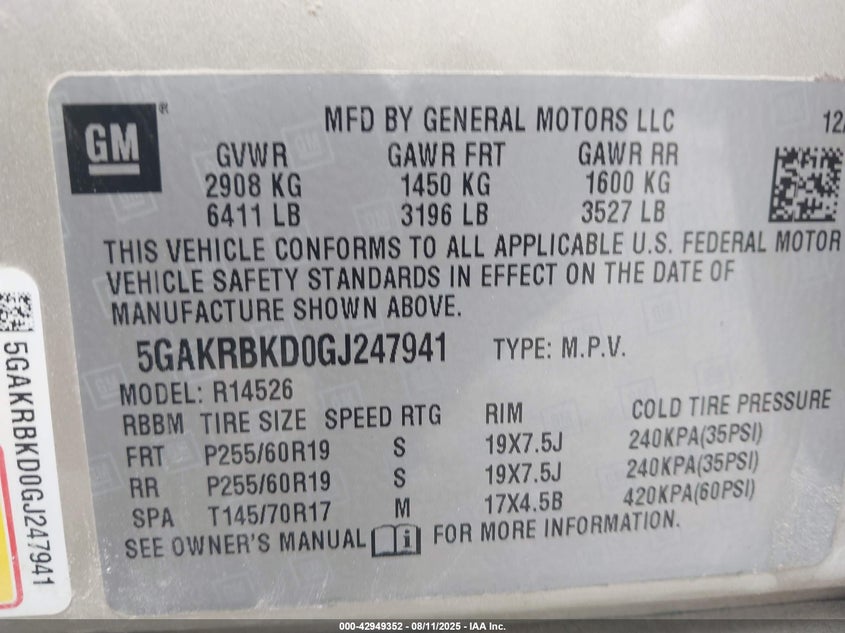 GM
®
MFD BY GENERAL MOTORS LLC 12/
GVWR GAWR FRT GAWR RR
2908 KG 1450 KG 1600 KG
6411 LB 3196 LB 3527 LB
THIS VEHICLE CONFORMS TO ALL APPLICABLE U.S. FEDERAL MOTOR
VEHICLE SAFETY STANDARDS IN EFFECT ON THE DATE OF
MANUFACTURE SHOWN ABOVE.
5GAKRBKD0GJ247941 TYPE: M.P.V.
MODEL: R14526
RBBM TIRE SIZE SPEED RTG RIM COLD TIRE PRESSURE
FRT P255/60R19 S 19X7.5J 240KPA(35PSI)
RR P255/60R19 S 19X7.5J 240KPA(35PSI)
SPA T145/70R17 M 17X4.5B 420KPA(60PSI)
SEE OWNER'S MANUAL i FOR MORE INFORMATION.
5GAKRBKD0GJ247941
000-42949352 - 08/11/2025 - IAA Inc.